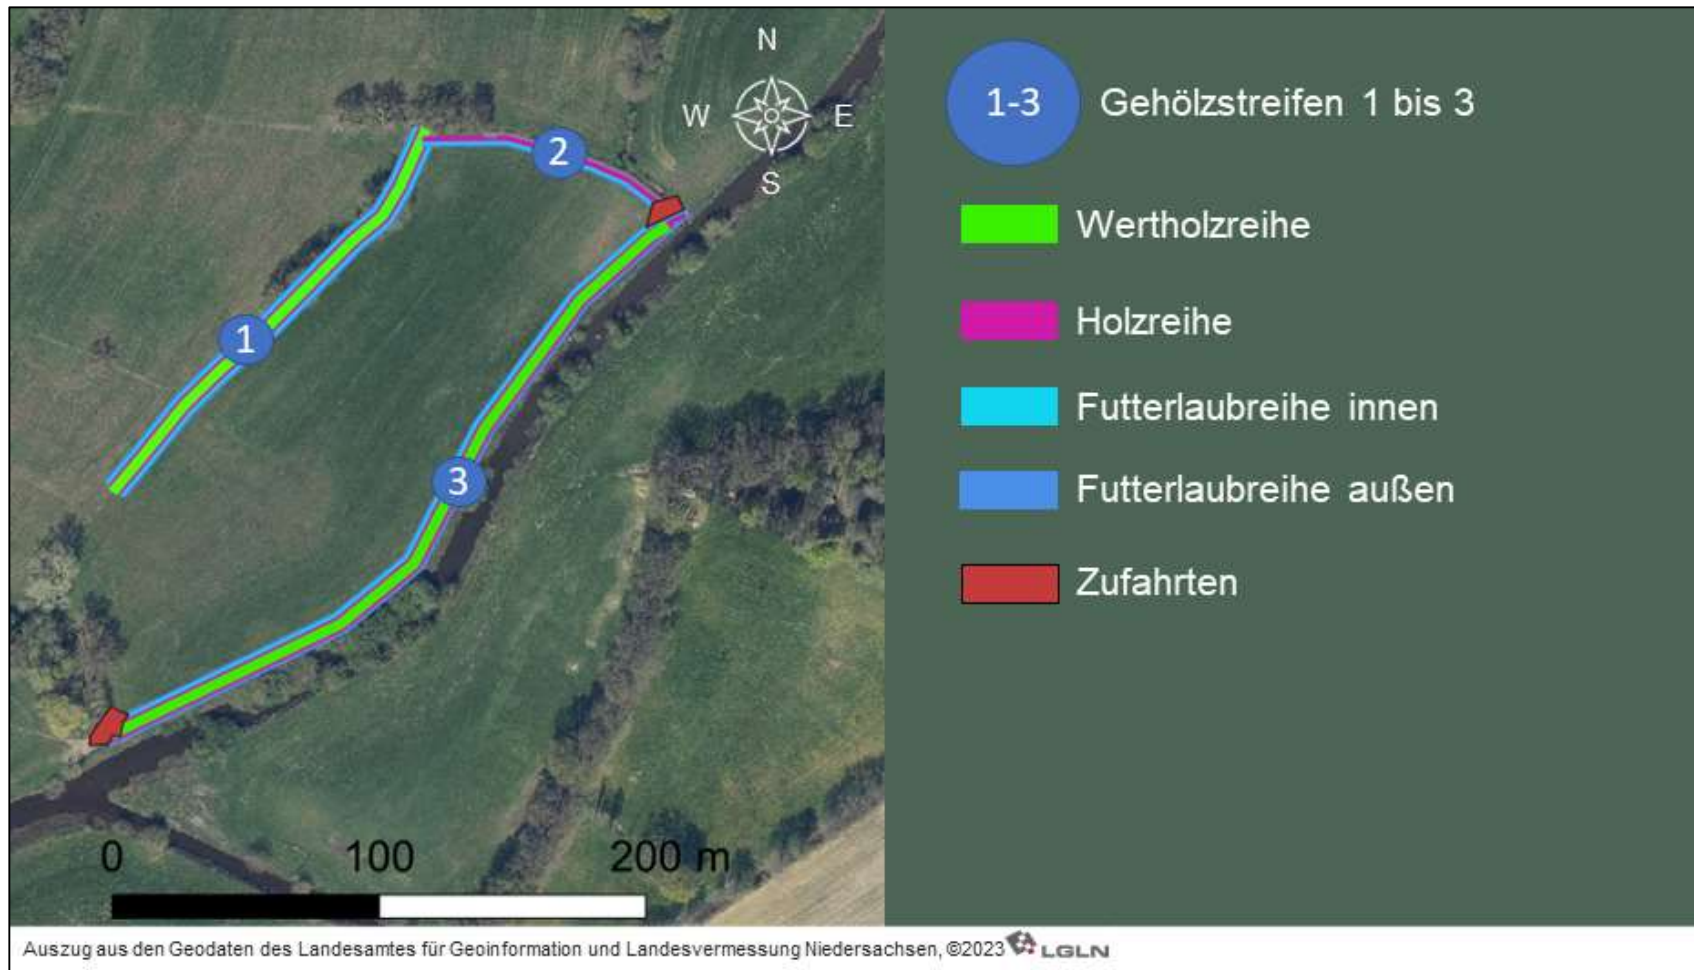 N
W E
S
1
2
3
0 100 200 m
1-3 Gehölzstreifen 1 bis 3
Wertholzreihe
Holzreihe
Futterlaubreihe innen
Futterlaubreihe außen
Zufahrten
Auszug aus den Geodaten des Landesamtes für Geoinformation und Landesvermessung Niedersachsen, ©2023 LGLN